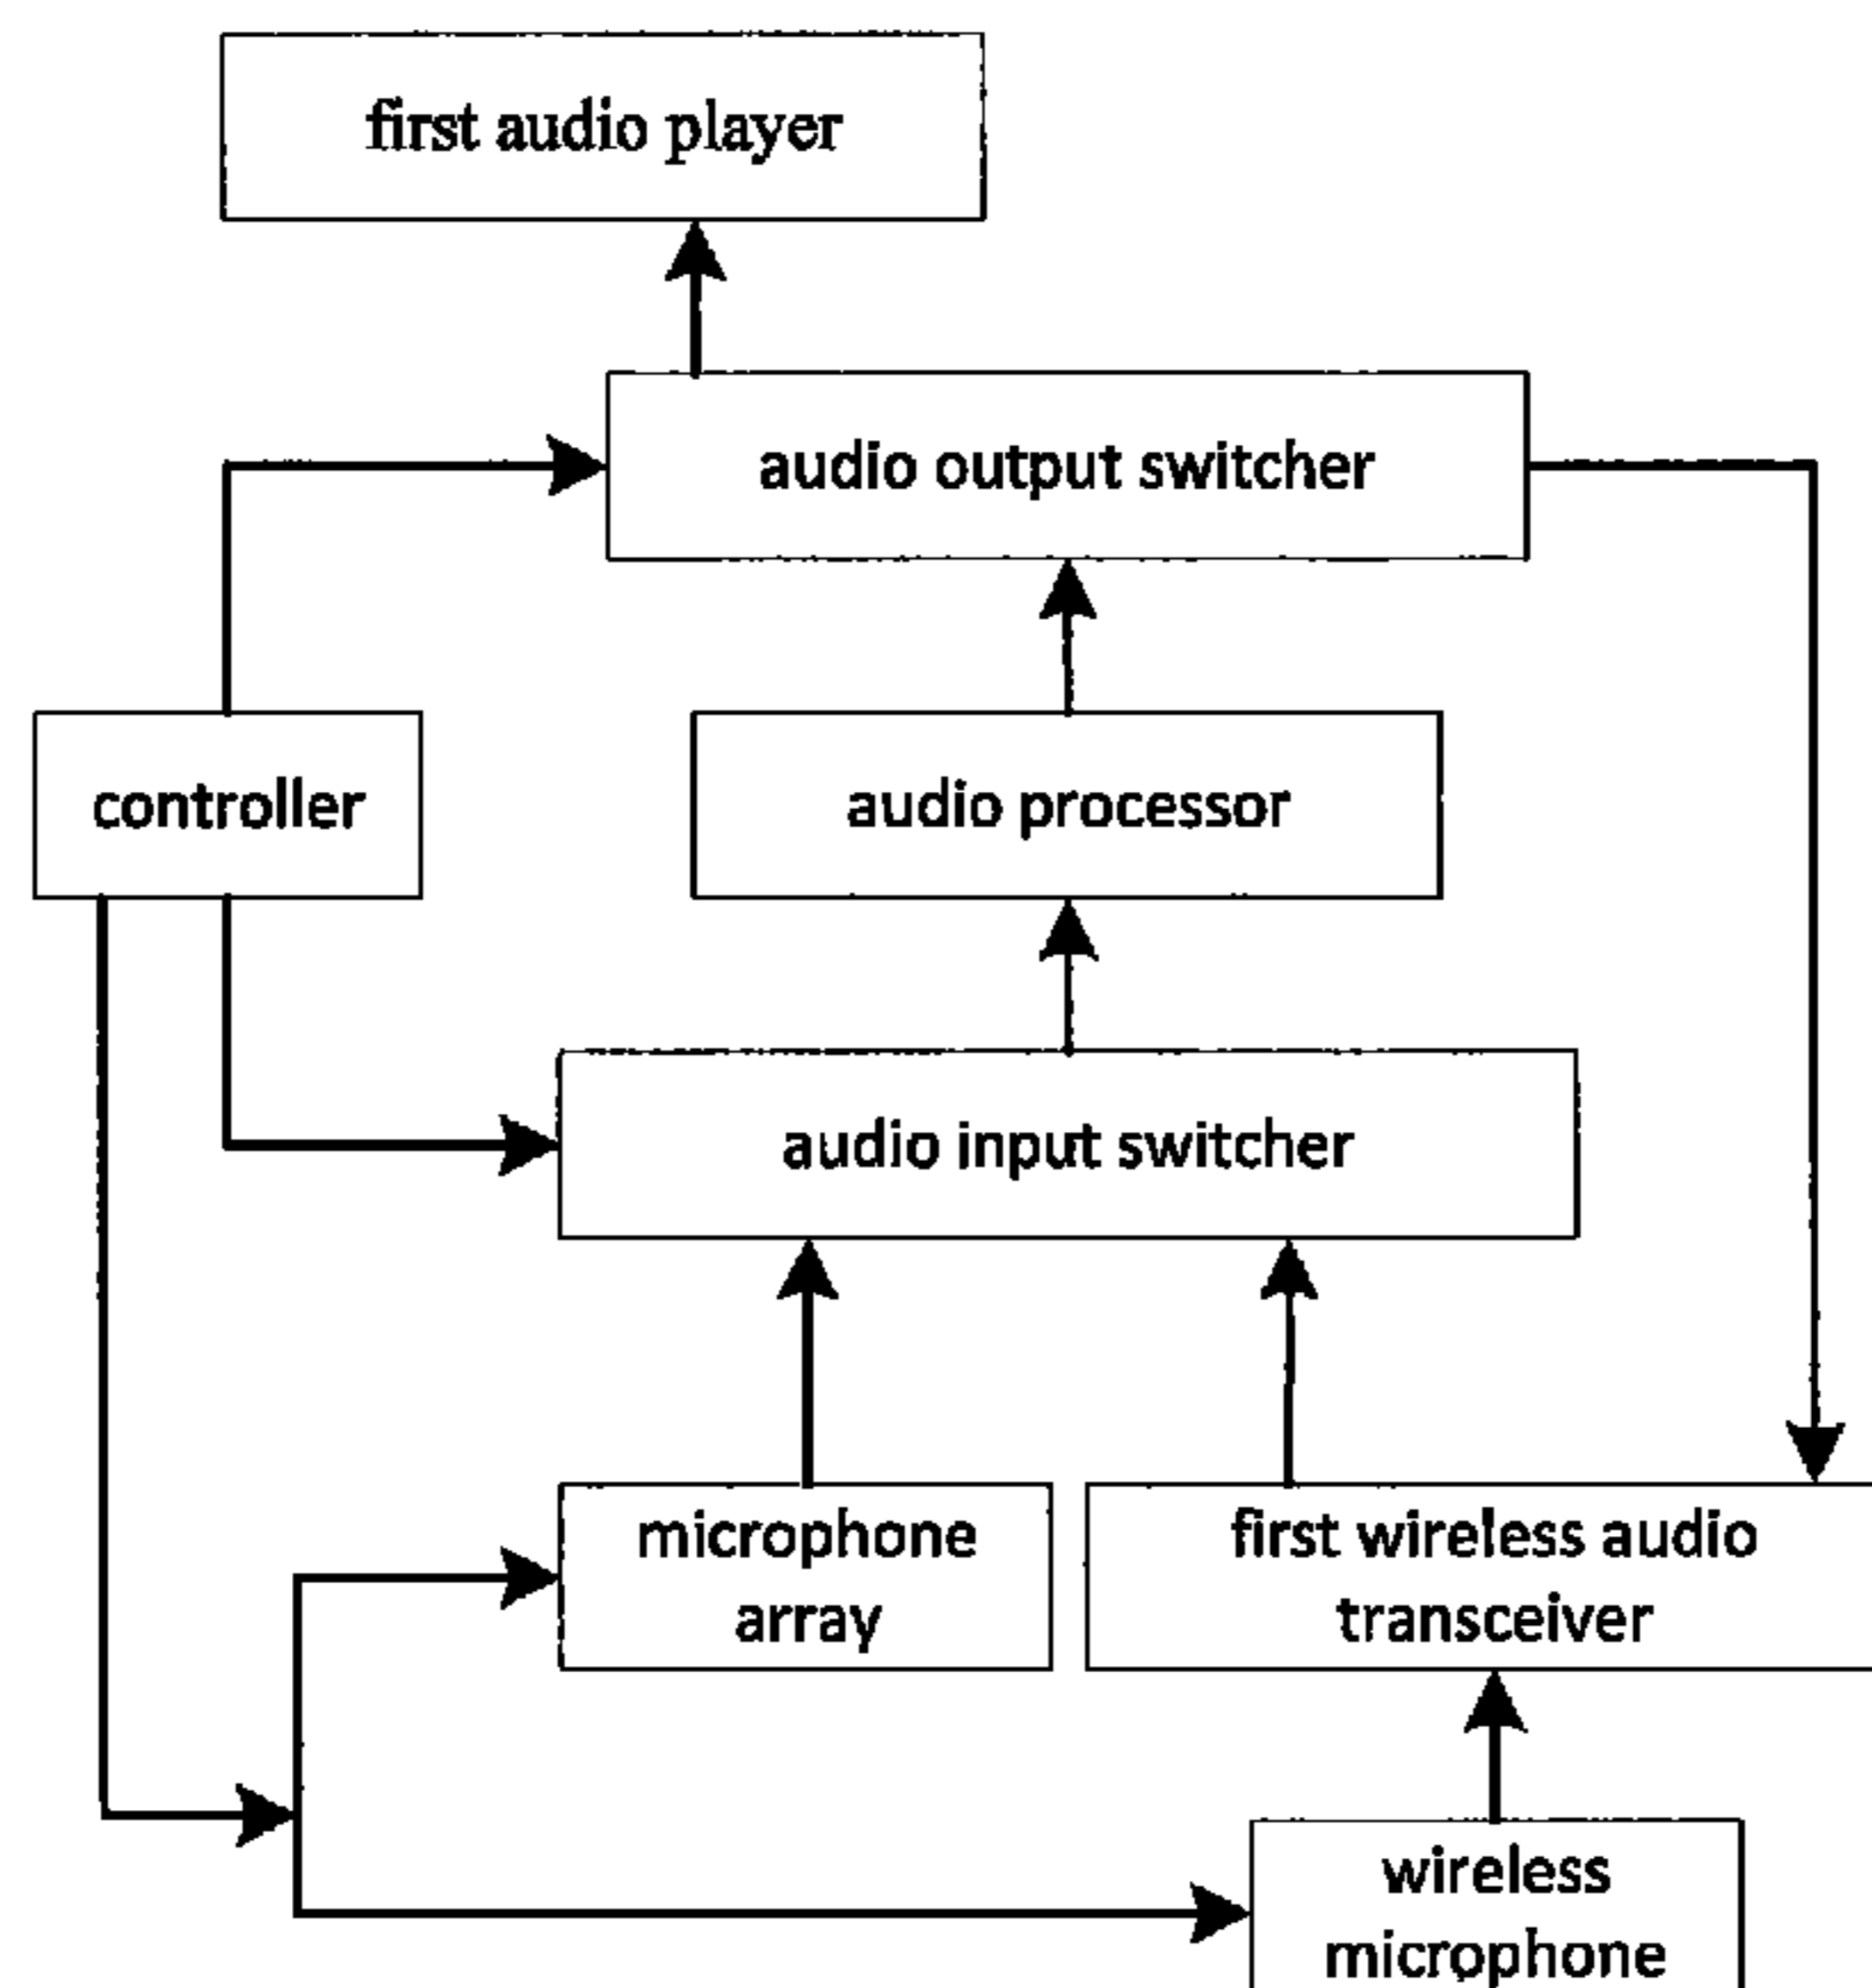 first audio player
audio output switcher
controller
audio processor
audio input switcher
microphone
array
first wireless audio
transceiver
wireless
microphone